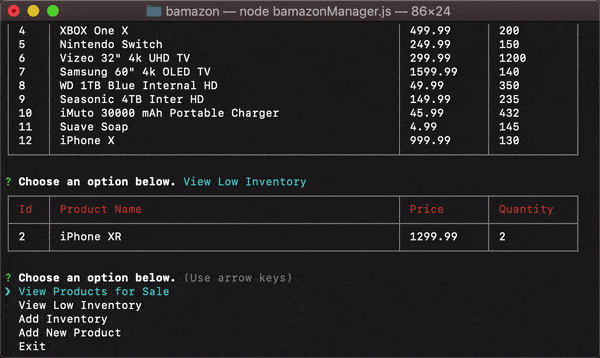 bamazon — node bamazonManager.js — 86×24
4 XBOX One X 499.99 200
5 Nintendo Switch 249.99 150
6 Vizeo 32" 4k UHD TV 299.99 1200
7 Samsung 60" 4k OLED TV 1599.99 140
8 WD 1TB Blue Internal HD 49.99 350
9 Seasonic 4TB Inter HD 149.99 235
10 iMuto 30000 mAh Portable Charger 45.99 432
11 Suave Soap 4.99 145
12 iPhone X 999.99 130
? Choose an option below. View Low Inventory
Id Product Name Price Quantity
2 iPhone XR 1299.99 2
? Choose an option below. (Use arrow keys)
❯ View Products for Sale
View Low Inventory
Add Inventory
Add New Product
Exit